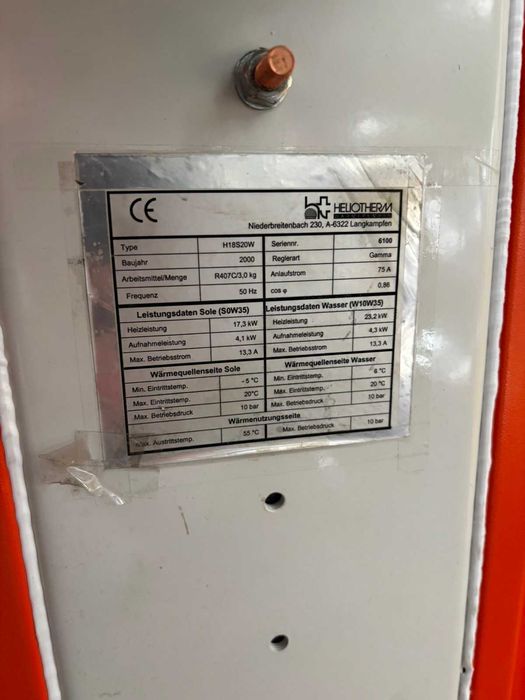 CE HELIOTHERM
Niederbreitenbach 230, A-6322 Langkampfen
Type H18S20W Seriennr. 6100
Baujahr 2000 Reglerart Gamma
Arbeitsmittel/Menge R407C/3,0 kg Anlaufstrom 75 A
Frequenz 50 Hz cos φ 0,86
Leistungsdaten Sole (S0W35) Leistungsdaten Wasser (W10W35)
Heizleistung 17,3 kW Heizleistung 23,2 kW
Aufnahmeleistung 4,1 kW Aufnahmeleistung 4,3 kW
Max. Betriebsstrom 13,3 A Max. Betriebsstrom 13,3 A
Wärmequellenseite Sole Wärmequellenseite Wasser
Min. Eintrittstemp. -5 °C Min. Eintrittstemp. 6 °C
Max. Eintrittstemp. 20°C Max. Eintrittstemp. 20 °C
Max. Betriebsdruck 10 bar Max. Betriebsdruck 10 bar
Wärmenutzungsseite
Max. Austrittstemp. 55 °C Max. Betriebsdruck 10 bar